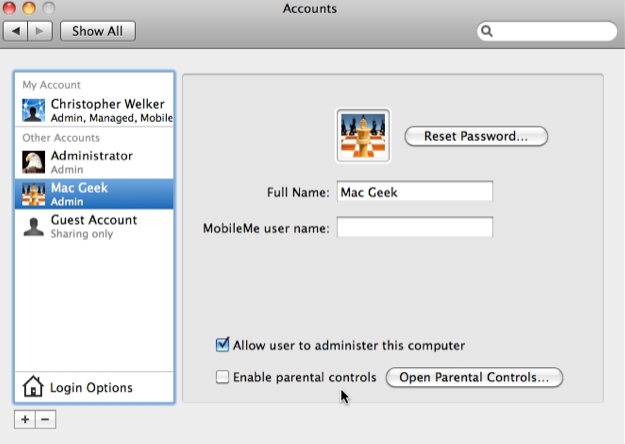 Accounts
Show All
My Account
Christopher Welker
Admin, Managed, Mobile
Other Accounts
Administrator
Admin
Mac Geek
Admin
Guest Account
Sharing only
Login Options
+ −
Reset Password...
Full Name: Mac Geek
MobileMe user name:
Allow user to administer this computer
Enable parental controls Open Parental Controls...